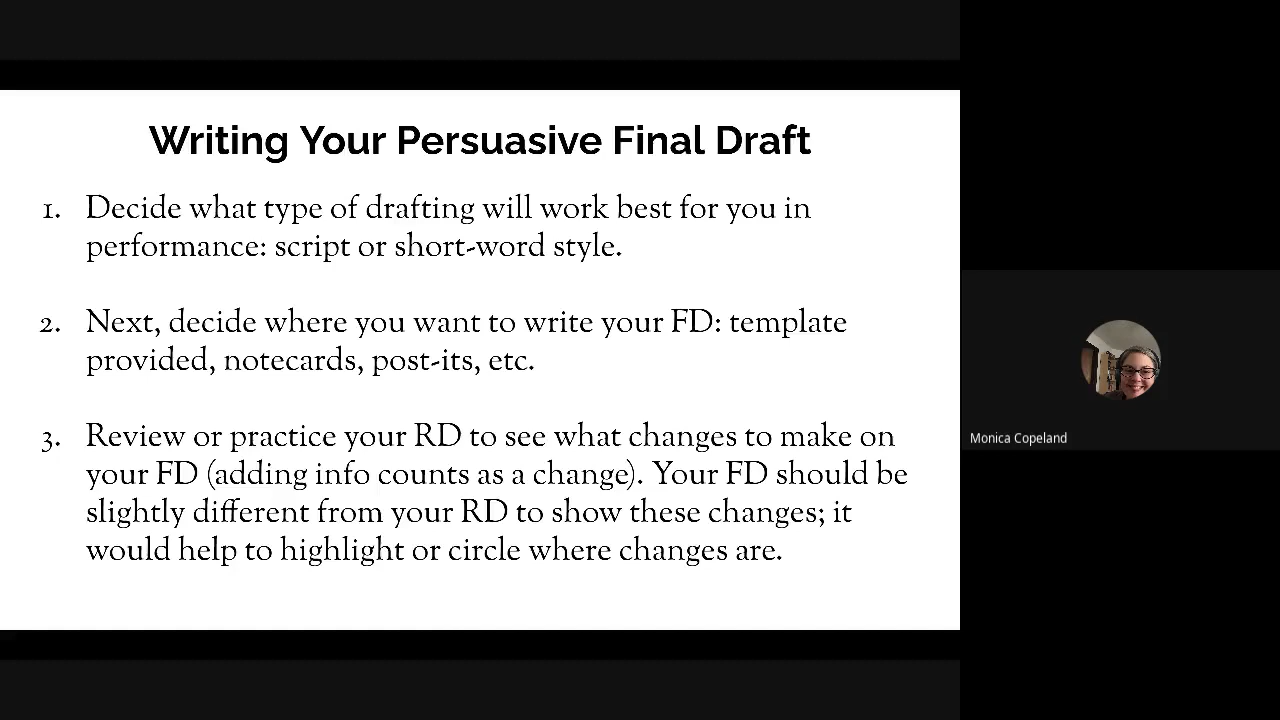 Writing Your Persuasive Final Draft
1. Decide what type of drafting will work best for you in
performance: script or short-word style.
2. Next, decide where you want to write your FD: template
provided, notecards, post-its, etc.
3. Review or practice your RD to see what changes to make on
your FD (adding info counts as a change). Your FD should be
slightly different from your RD to show these changes; it
would help to highlight or circle where changes are.
Monica Copeland